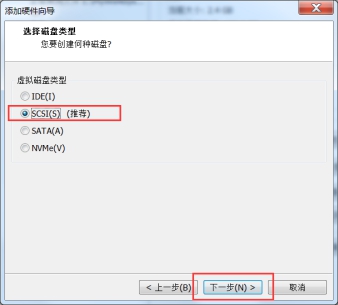 添加硬件向导
选择磁盘类型
您要创建何种磁盘?
虚拟磁盘类型
IDE(I)
SCSI(S) (推荐)
SATA(A)
NVMe(V)
< 上一步(B) 下一步(N) > 取消